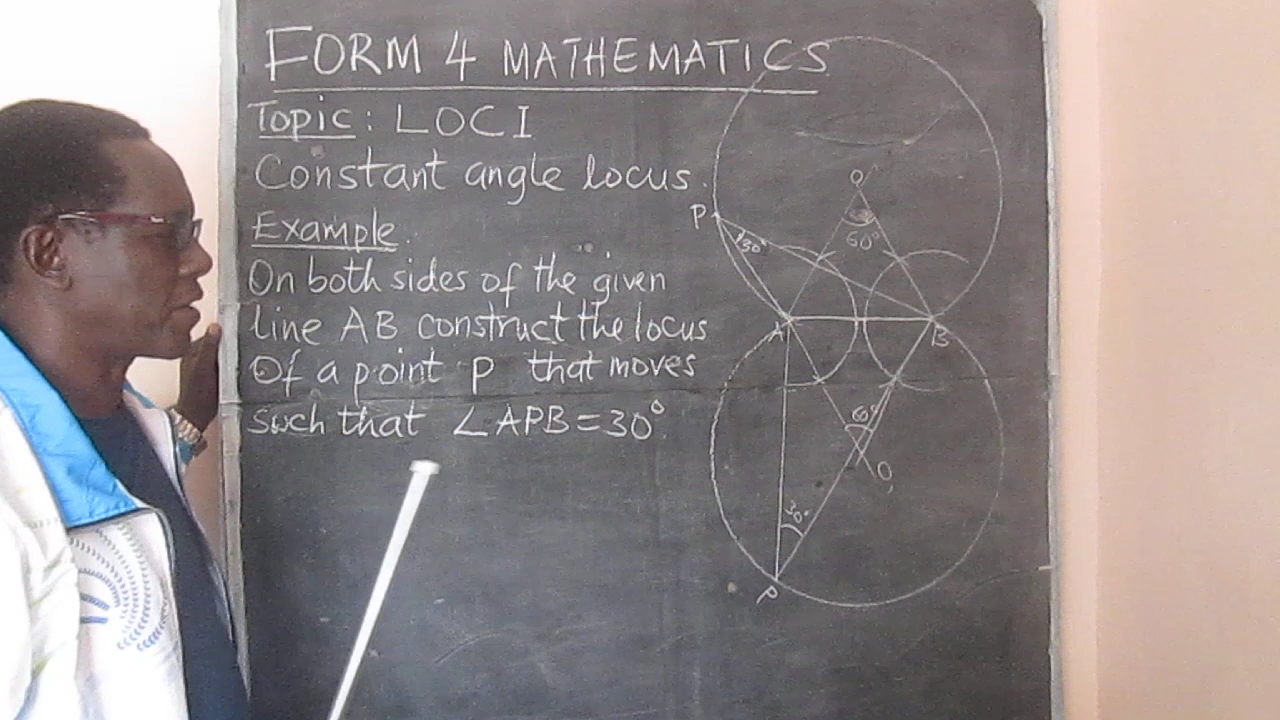 FORM 4 MATHEMATICS
Topic: LOCI
Constant angle locus.
Example.
On both sides of the given
line AB construct the locus
Of a point P that moves
such that ∠APB=30°
O
P
30°
60°
A
B
60°
O₁
30°
P